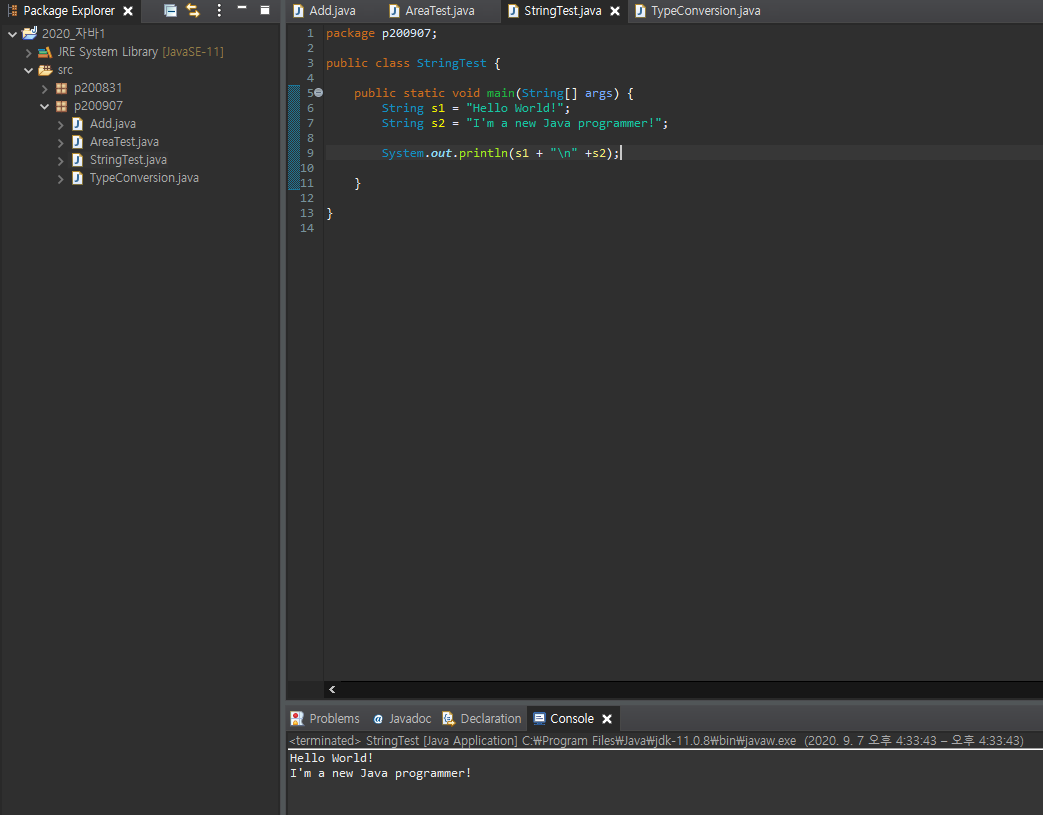 Package Explorer
2020_자바1
JRE System Library [JavaSE-11]
src
p200831
p200907
Add.java
AreaTest.java
StringTest.java
TypeConversion.java
Add.java AreaTest.java StringTest.java TypeConversion.java
1 package p200907;
2
3 public class StringTest {
4
5 public static void main(String[] args) {
6 String s1 = "Hello World!";
7 String s2 = "I'm a new Java programmer!";
8
9 System.out.println(s1 + "\n" +s2);
10
11 }
12
13 }
14
Problems Javadoc Declaration Console
<terminated> StringTest [Java Application] C:₩Program Files₩Java₩jdk-11.0.8₩bin₩javaw.exe (2020. 9. 7 오후 4:33:43 – 오후 4:33:43)
Hello World!
I'm a new Java programmer!